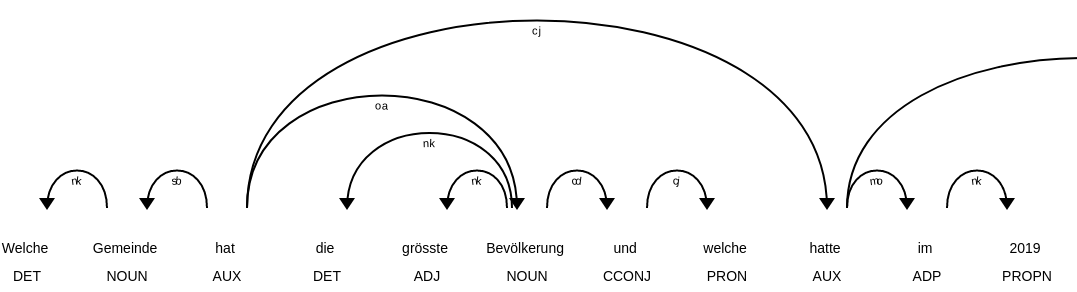 cj
oa
nk
nk sb nk cd cj mo nk
Welche Gemeinde hat die grösste Bevölkerung und welche hatte im 2019
DET NOUN AUX DET ADJ NOUN CCONJ PRON AUX ADP PROPN